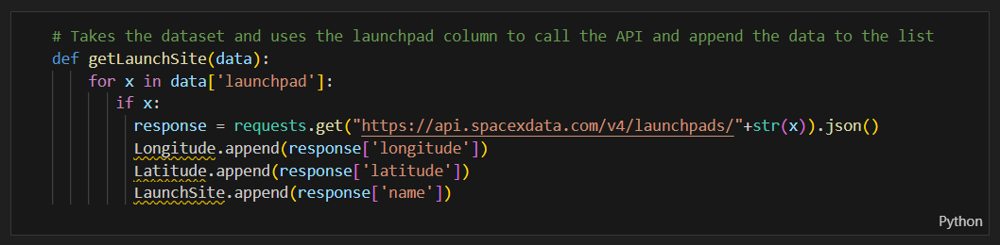 # Takes the dataset and uses the launchpad column to call the API and append the data to the list
def getLaunchSite(data):
    for x in data['launchpad']:
       if x:
         response = requests.get("https://api.spacexdata.com/v4/launchpads/"+str(x)).json()
         Longitude.append(response['longitude'])
         Latitude.append(response['latitude'])
         LaunchSite.append(response['name'])
Python